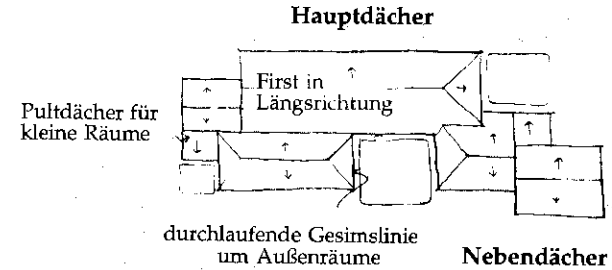 Hauptdächer
First in
Längsrichtung
Pultdächer für
kleine Räume
durchlaufende Gesimslinie
um Außenräume
Nebendächer